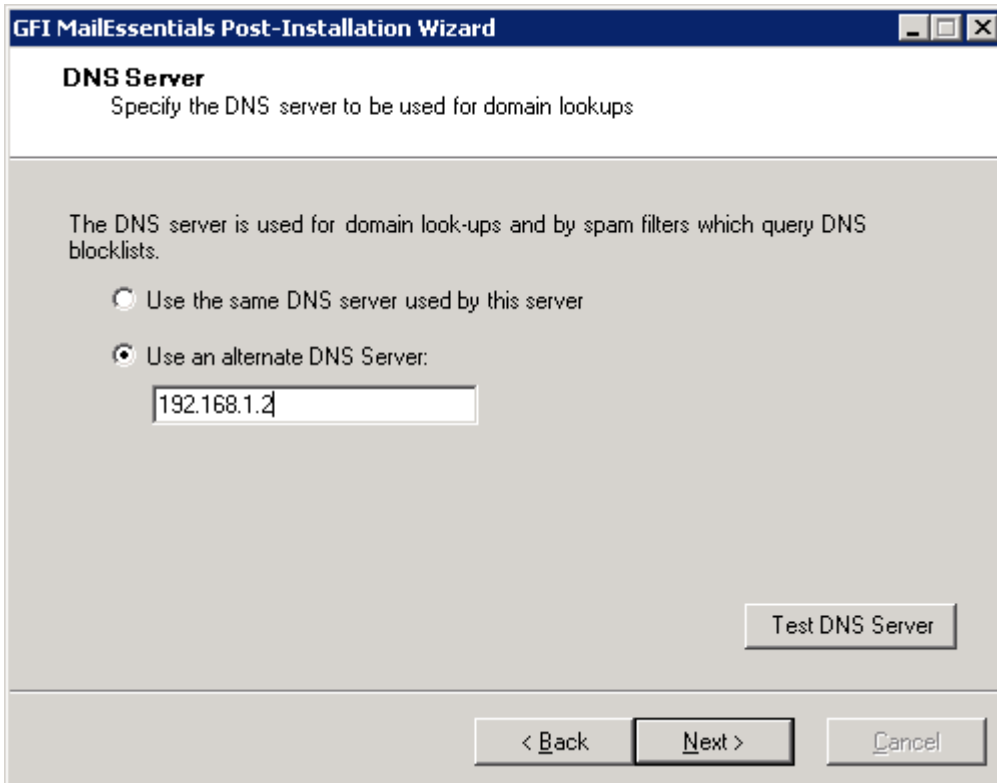 GFI MailEssentials Post-Installation Wizard
DNS Server
Specify the DNS server to be used for domain lookups
The DNS server is used for domain look-ups and by spam filters which query DNS
blocklists.
Use the same DNS server used by this server
Use an alternate DNS Server:
192.168.1.2
Test DNS Server
< Back
Next >
Cancel